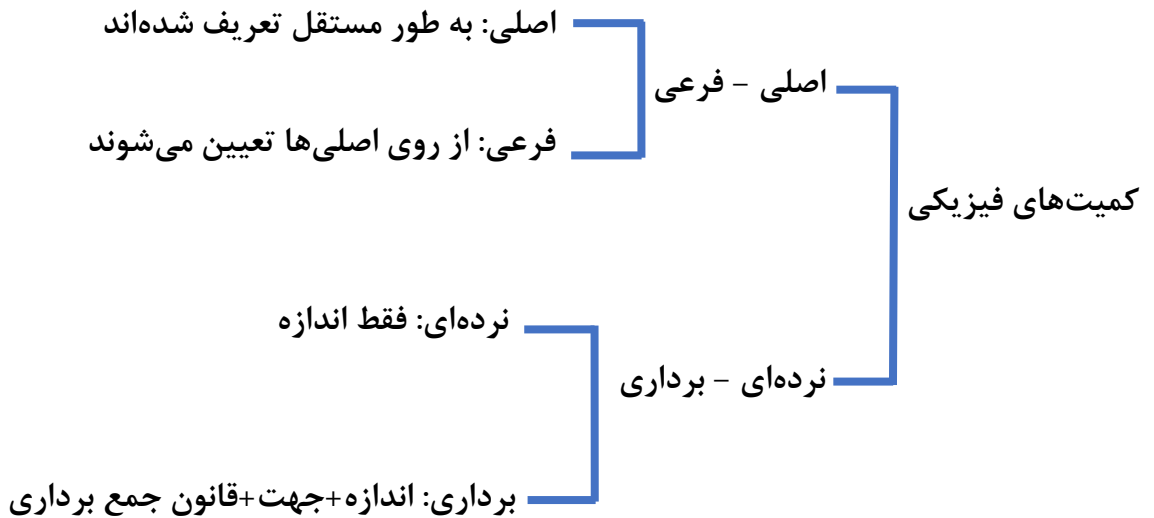 کمیت‌های فیزیکی
اصلی – فرعی
اصلی: به طور مستقل تعریف شده‌اند
فرعی: از روی اصلی‌ها تعیین می‌شوند
نرده‌ای – برداری
نرده‌ای: فقط اندازه
برداری: اندازه+جهت+قانون جمع برداری